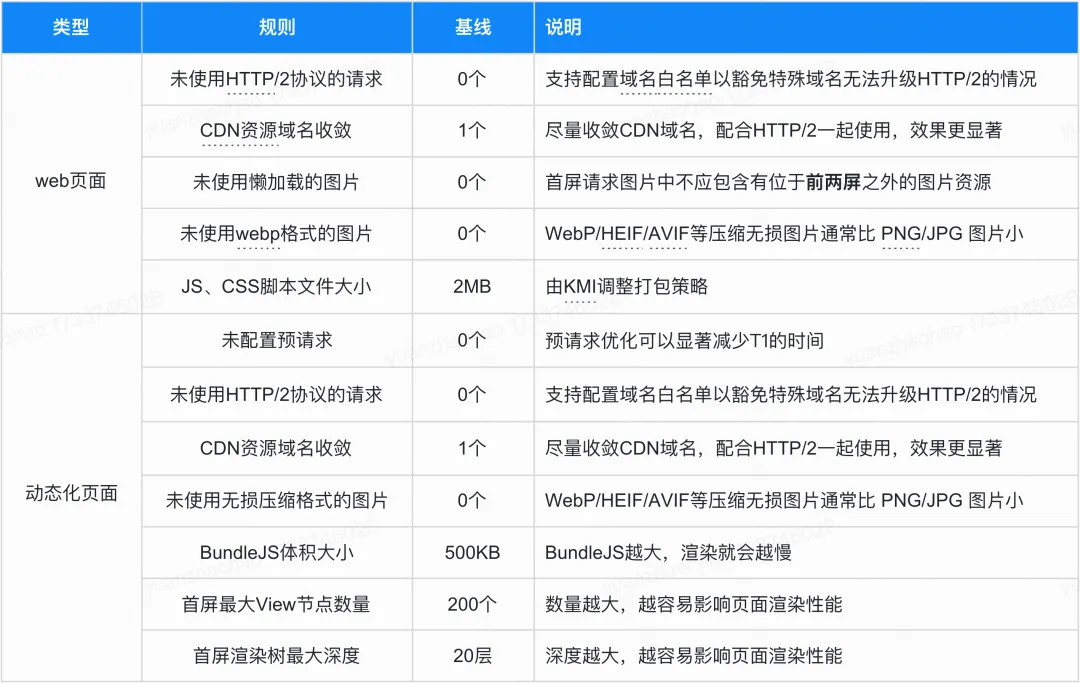 类型 规则 基线 说明
未使用HTTP/2协议的请求 0个 支持配置域名白名单以豁免特殊域名无法升级HTTP/2的情况
CDN资源域名收敛 1个 尽量收敛CDN域名，配合HTTP/2一起使用，效果更显著
web页面 未使用懒加载的图片 0个 首屏请求图片中不应包含有位于前两屏之外的图片资源
未使用webp格式的图片 0个 WebP/HEIF/AVIF等压缩无损图片通常比 PNG/JPG 图片小
JS、CSS脚本文件大小 2MB 由KMI调整打包策略
未配置预请求 0个 预请求优化可以显著减少T1的时间
未使用HTTP/2协议的请求 0个 支持配置域名白名单以豁免特殊域名无法升级HTTP/2的情况
CDN资源域名收敛 1个 尽量收敛CDN域名，配合HTTP/2一起使用，效果更显著
动态化页面 未使用无损压缩格式的图片 0个 WebP/HEIF/AVIF等压缩无损图片通常比 PNG/JPG 图片小
BundleJS体积大小 500KB BundleJS越大，渲染就会越慢
首屏最大View节点数量 200个 数量越大，越容易影响页面渲染性能
首屏渲染树最大深度 20层 深度越大，越容易影响页面渲染性能